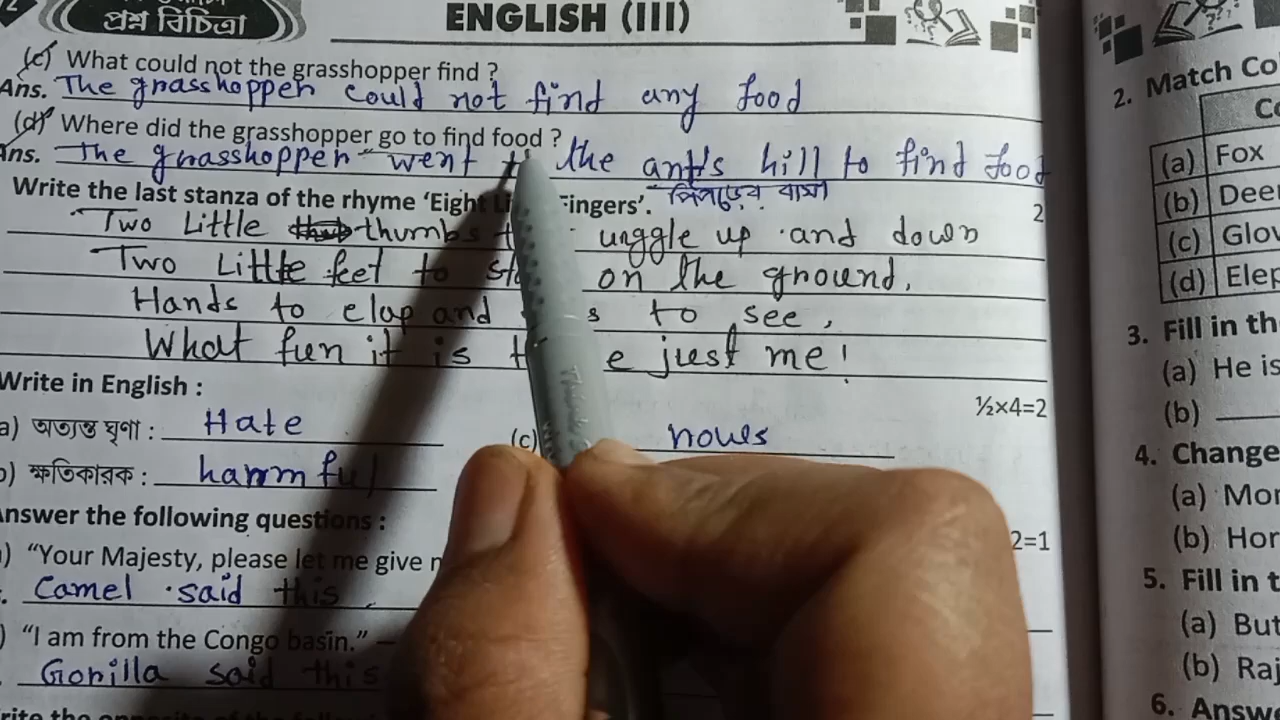 প্রশ্ন বিচিত্রা
ENGLISH (III)
(c) What could not the grasshopper find ?
Ans. The grasshopper could not find any food
(d) Where did the grasshopper go to find food ?
Ans. The grasshopper went the ant's hill to find food
পিঁপড়ের বাসা
Write the last stanza of the rhyme 'Eight Fingers'.
2
Two Little thumbs unggle up and down
Two Little feet to on the ground,
Hands to clap and to see,
What fun it is just me!
Write in English :
½×4=2
a) অত্যন্ত ঘৃণা : Hate
(c) nows
b) ক্ষতিকারক : harmful
Answer the following questions :
2=1
) "Your Majesty, please let me give
Camel said this
) "I am from the Congo basin." –
Gorilla said this
2. Match Co
Co
(a) Fox
(b) Deer
(c) Glov
(d) Elep
3. Fill in th
(a) He is
(b)
4. Change
(a) Mor
(b) Hor
5. Fill in t
(a) But
(b) Raj
6. Answ